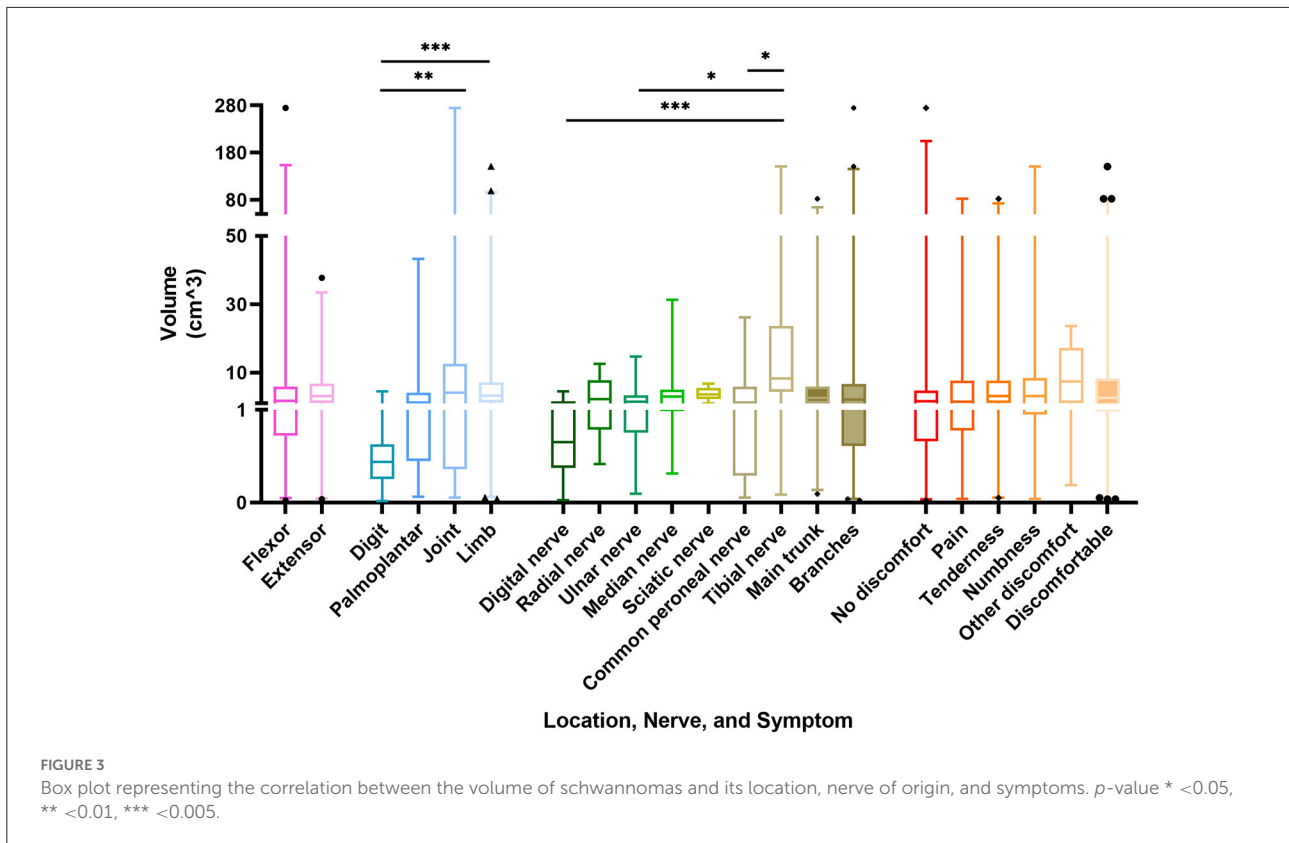 ***
*
***
**
*
***
280
180
80
50
30
10
1
0
Volume
(cm^3)
Flexor
Extensor
Digit
Palmoplantar
Joint
Limb
Digital nerve
Radial nerve
Ulnar nerve
Median nerve
Sciatic nerve
Common peroneal nerve
Tibial nerve
Main trunk
Branches
No discomfort
Pain
Tenderness
Numbness
Other discomfort
Discomfortable
Location, Nerve, and Symptom
FIGURE 3
Box plot representing the correlation between the volume of schwannomas and its location, nerve of origin, and symptoms. p-value * <0.05,
** <0.01, *** <0.005.